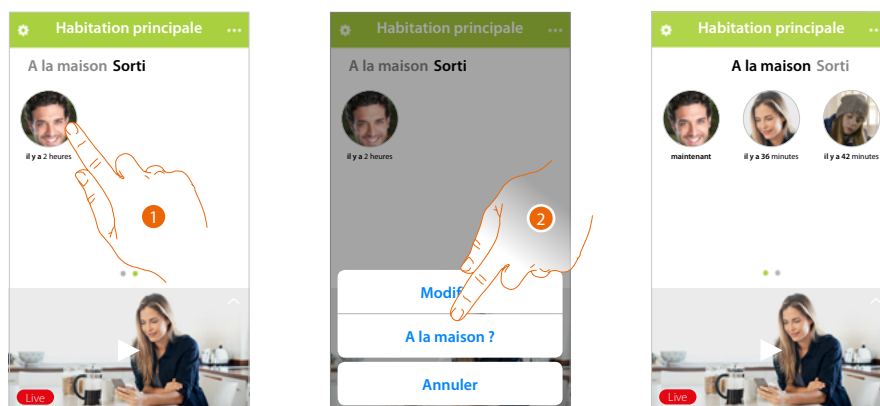 Habitation principale
A la maison Sorti
il y a 2 heures
1
Live
Habitation principale
A la maison Sorti
il y a 2 heures
2
A la maison ?
Annuler
Habitation principale
A la maison Sorti
maintenant
il y a 36 minutes
il y a 42 minutes
Live